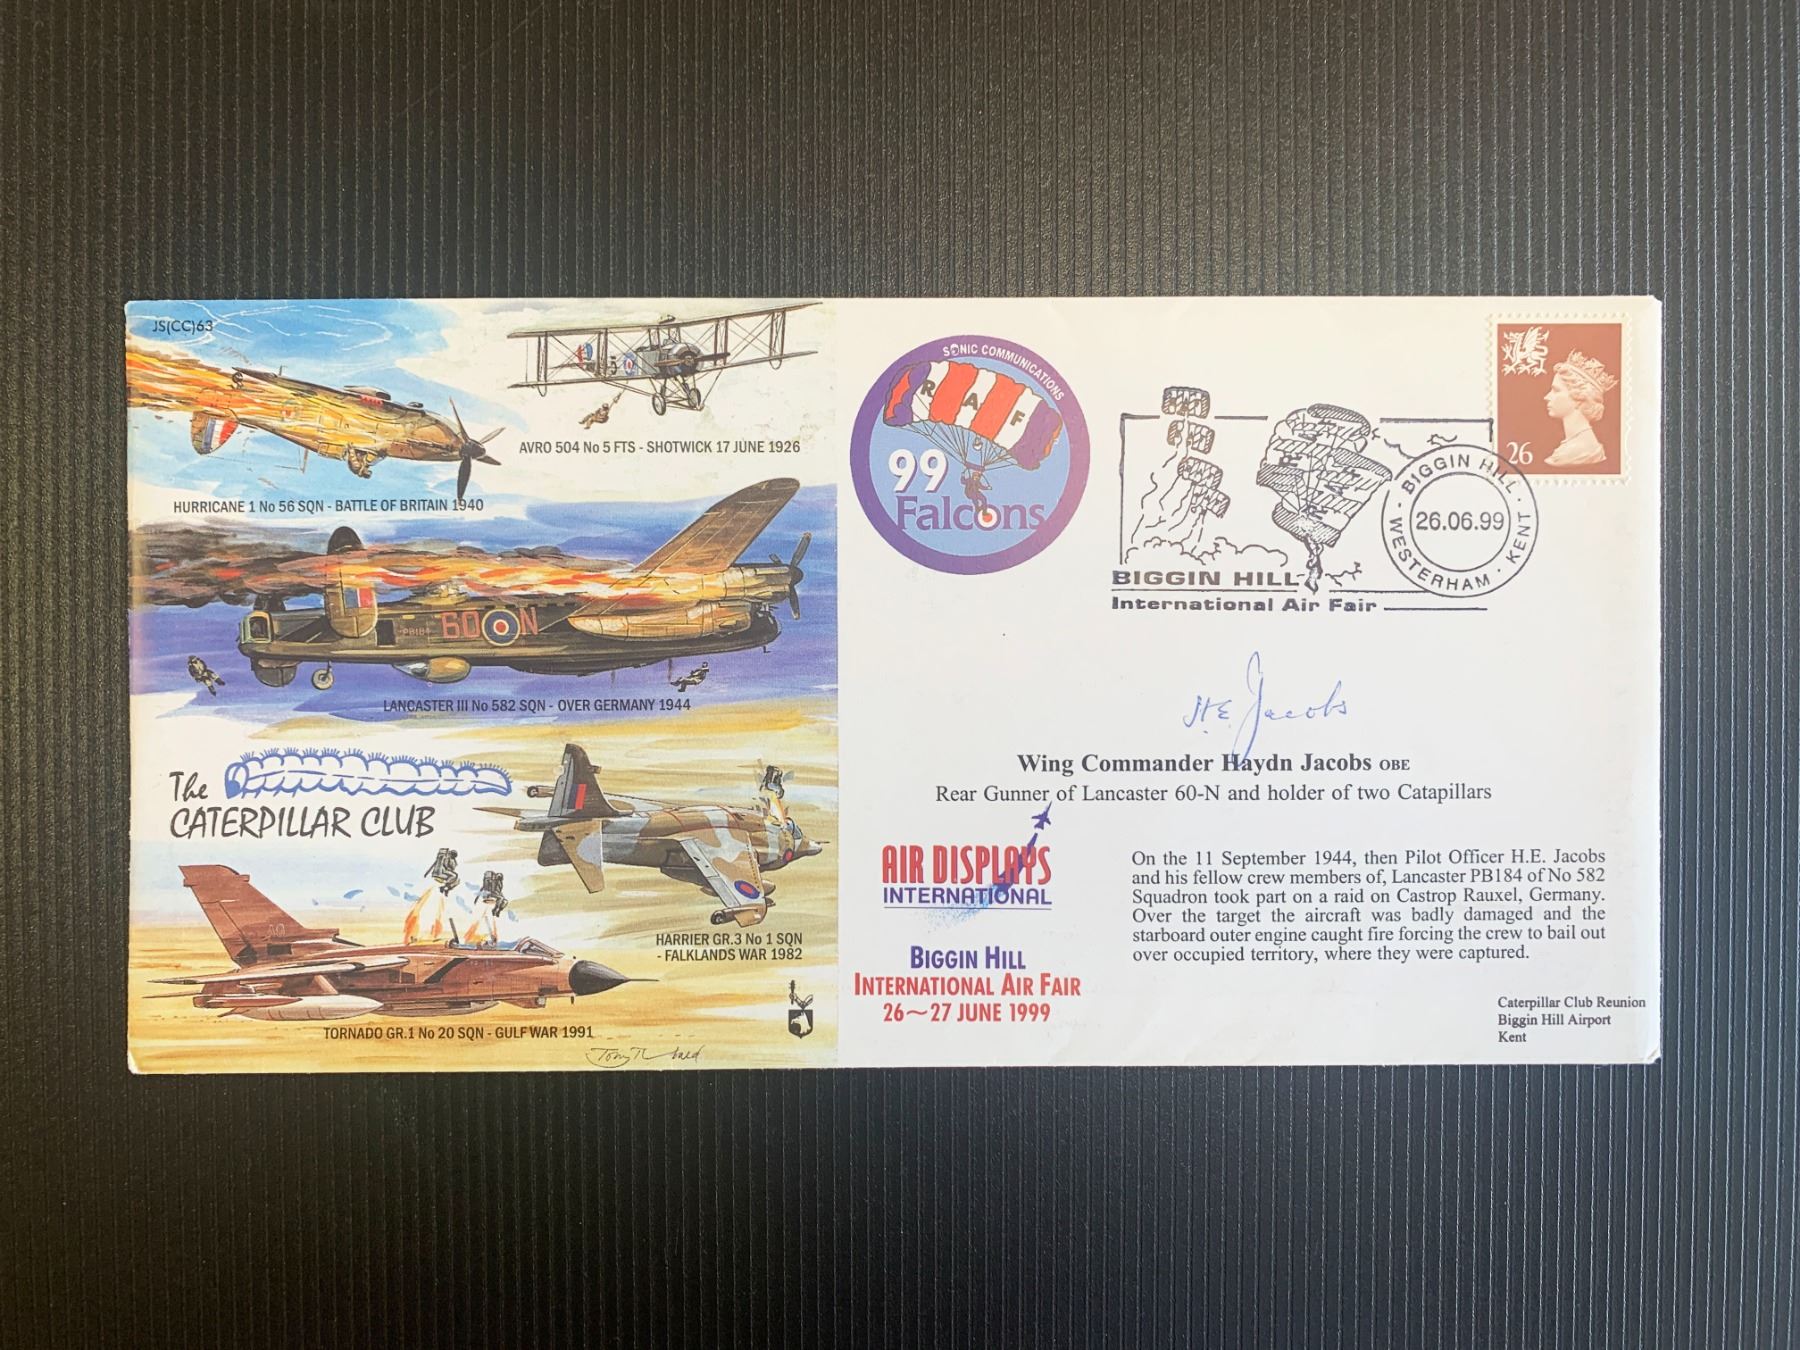 JS(CC)63
AVRO 504 No 5 FTS - SHOTWICK 17 JUNE 1926
HURRICANE 1 No 56 SQN - BATTLE OF BRITAIN 1940
PB184 60 N
LANCASTER III No 582 SQN - OVER GERMANY 1944
The
CATERPILLAR CLUB
HARRIER GR.3 No 1 SQN
- FALKLANDS WAR 1982
TORNADO GR.1 No 20 SQN - GULF WAR 1991
SONIC COMMUNICATIONS
R A F
99
Falcons
BIGGIN HILL
International Air Fair
BIGGIN HILL
26.06.99
WESTERHAM · KENT
26
H.E. Jacobs
Wing Commander Haydn Jacobs OBE
Rear Gunner of Lancaster 60-N and holder of two Catapillars
AIR DISPLAYS
INTERNATIONAL
BIGGIN HILL
INTERNATIONAL AIR FAIR
26~27 JUNE 1999
On the 11 September 1944, then Pilot Officer H.E. Jacobs
and his fellow crew members of, Lancaster PB184 of No 582
Squadron took part on a raid on Castrop Rauxel, Germany.
Over the target the aircraft was badly damaged and the
starboard outer engine caught fire forcing the crew to bail out
over occupied territory, where they were captured.
Caterpillar Club Reunion
Biggin Hill Airport
Kent